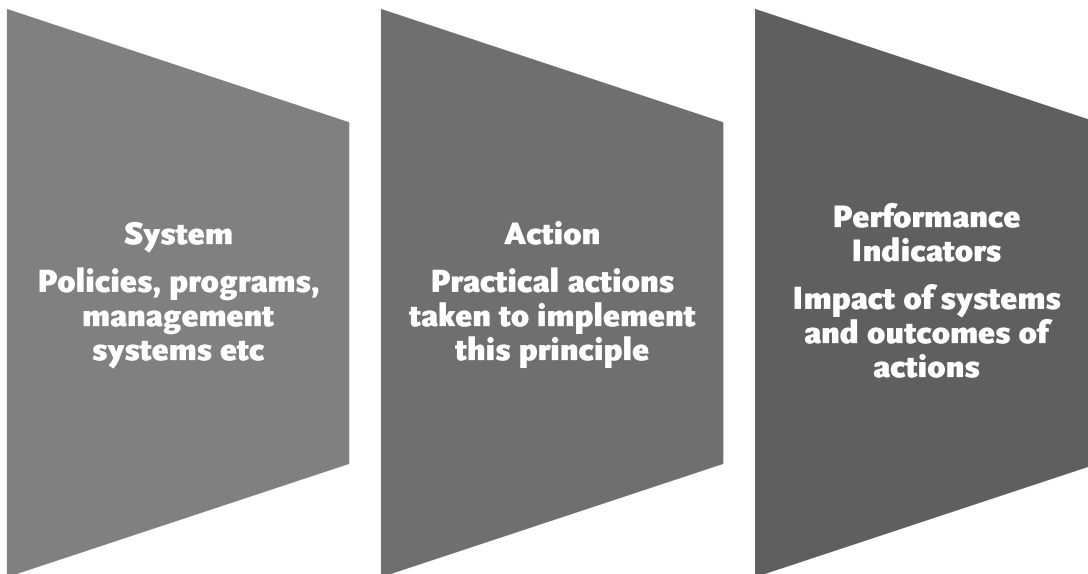 System
Policies, programs,
management
systems etc
Action
Practical actions
taken to implement
this principle
Performance
Indicators
Impact of systems
and outcomes of
actions